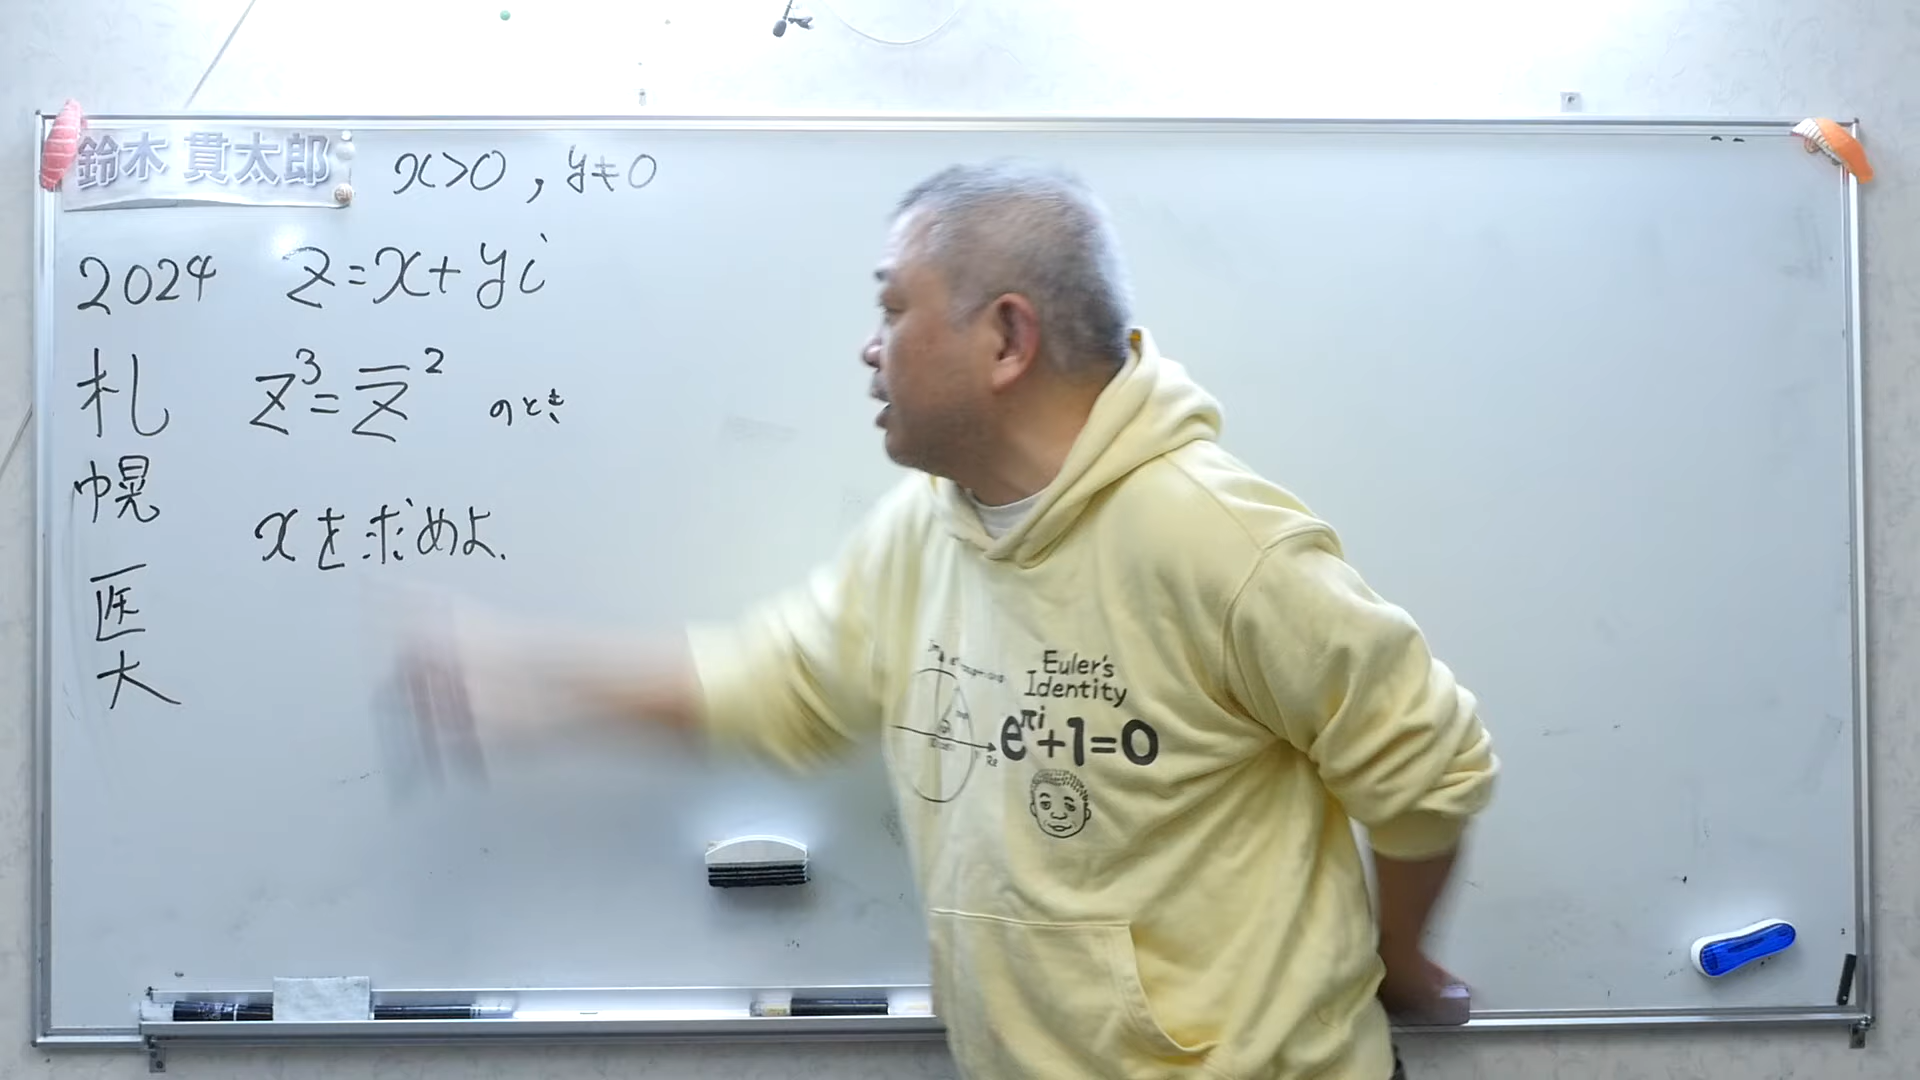 鈴木 貫太郎
x>0, y≠0
2024 z=x+yi
z³=z̅² のとき
xを求めよ.
札幌医大
Euler's
Identity
e^πi+1=0
Re